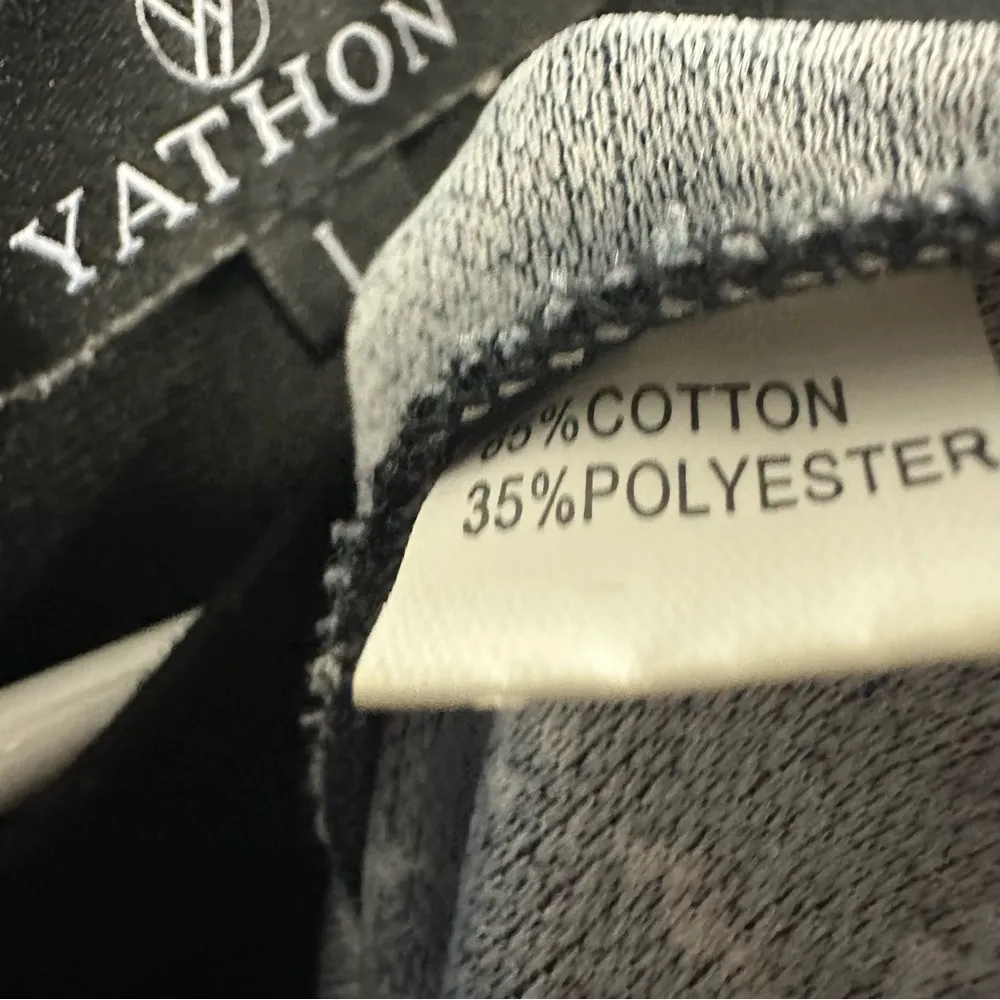 YATHON
L
%COTTON
35%POLYESTER